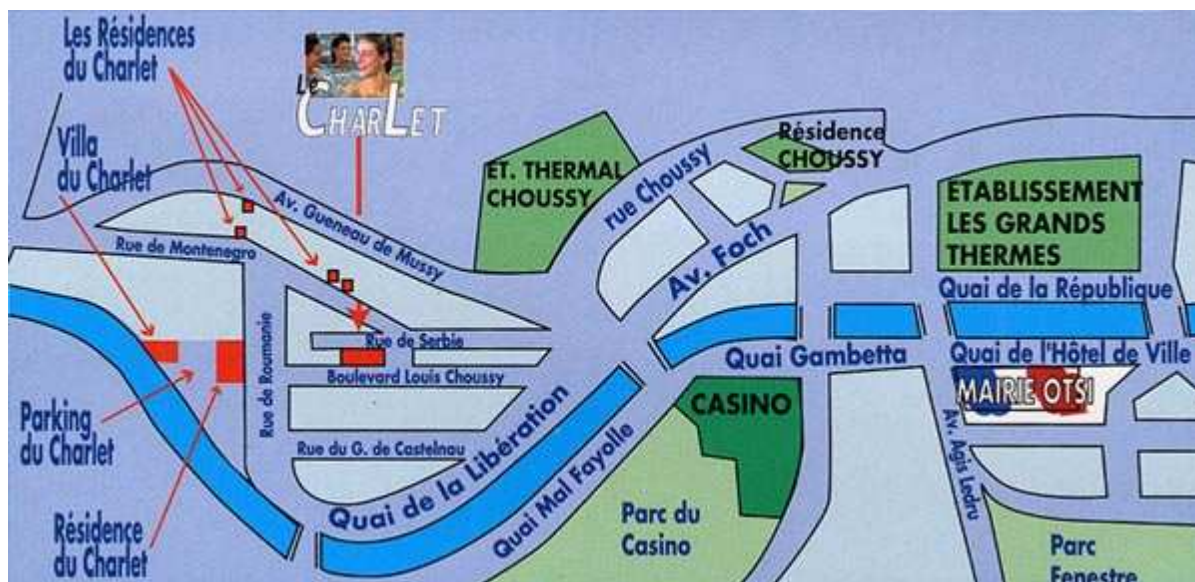 Les Résidences
du Charlet
Le
CHARLET
Villa
du Charlet
ET. THERMAL
CHOUSSY
rue Choussy
Résidence
CHOUSSY
ETABLISSEMENT
LES GRANDS
THERMES
Av. Gueneau de Mussy
Rue de Montenegro
Av. Foch
Quai de la République
Rue de Roumanie
Rue de Serbie
Boulevard Louis Choussy
Quai Gambetta
Quai de l'Hôtel de Ville
MAIRIE OTSI
CASINO
Parking
du Charlet
Rue du G. de Castelnau
Quai de la Libération
Quai Mal Fayolle
Av. Agis Ledru
Résidence
du Charlet
Parc du
Casino
Parc
Fenestre